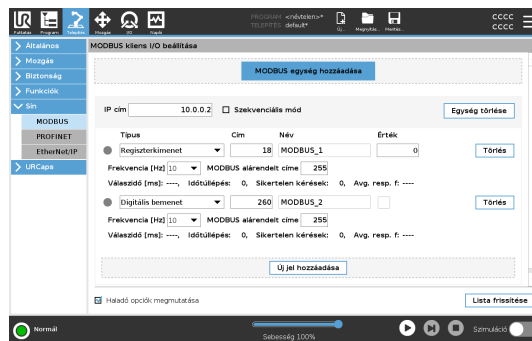 UR
PROGRAM <névtelen>*
TELEPÍTÉS default*
CCCC
CCCC
Futtatás Program Telepítés Mozgás I/O Napló Új... Megnyitás... Mentés...
Általános
Mozgás
Biztonság
Funkciók
Sín
MODBUS
PROFINET
EtherNet/IP
URCaps
MODBUS kliens I/O beállítása
MODBUS egység hozzáadása
IP cím 10.0.0.2 Szekvenciális mód Egység törlése
Típus Cím Név Érték
Regiszterkimenet 18 MODBUS_1 0 Törlés
Frekvencia [Hz] 10 MODBUS alárendelt címe 255
Válaszidő [ms]: ----, Időtúllépés: 0, Sikertelen kérések: 0, Avg. resp. f: ----
Digitális bemenet 260 MODBUS_2 Törlés
Frekvencia [Hz] 10 MODBUS alárendelt címe 255
Válaszidő [ms]: ----, Időtúllépés: 0, Sikertelen kérések: 0, Avg. resp. f: ----
Új jel hozzáadása
Haladó opciók megmutatása Lista frissítése
Normál
Sebesség 100%
Szimuláció